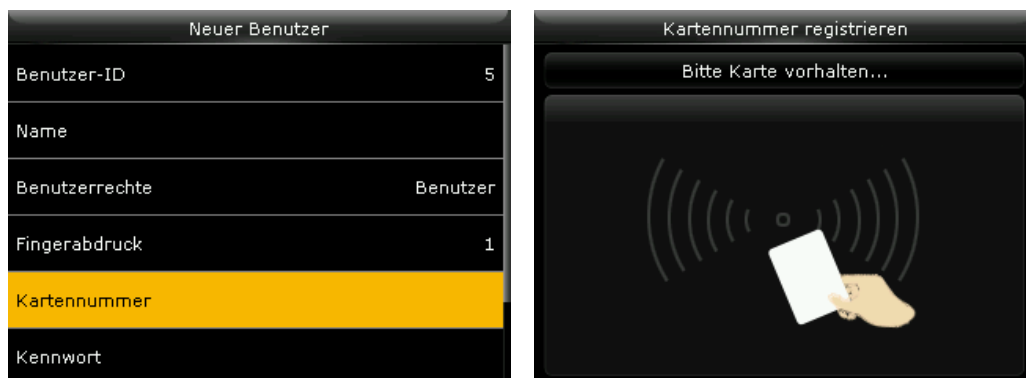 Neuer Benutzer
Benutzer-ID 5
Name
Benutzerrechte Benutzer
Fingerabdruck 1
Kartennummer
Kennwort
Kartennummer registrieren
Bitte Karte vorhalten...